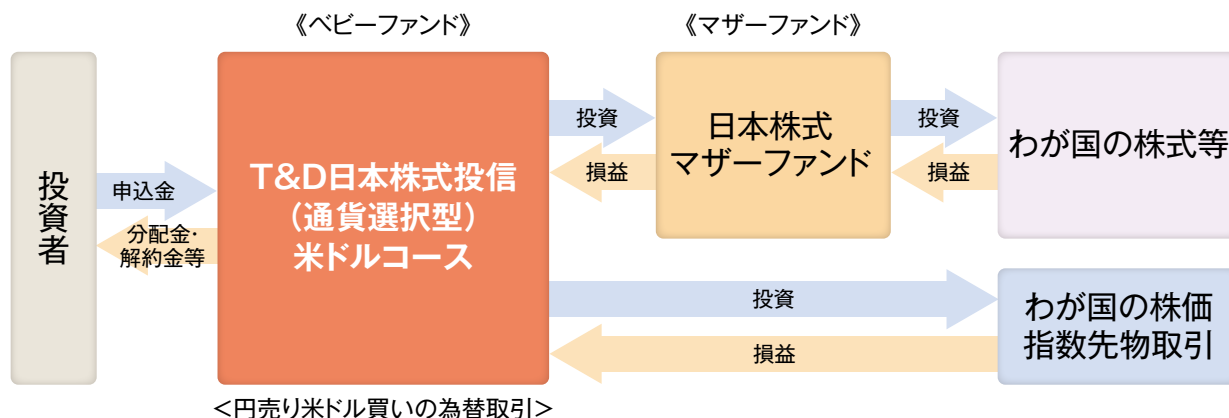 《ベビーファンド》
《マザーファンド》
投資者
申込金
分配金・
解約金等
T&D日本株式投信
(通貨選択型)
米ドルコース
投資
損益
日本株式
マザーファンド
投資
損益
わが国の株式等
投資
損益
わが国の株価
指数先物取引
<円売り米ドル買いの為替取引>